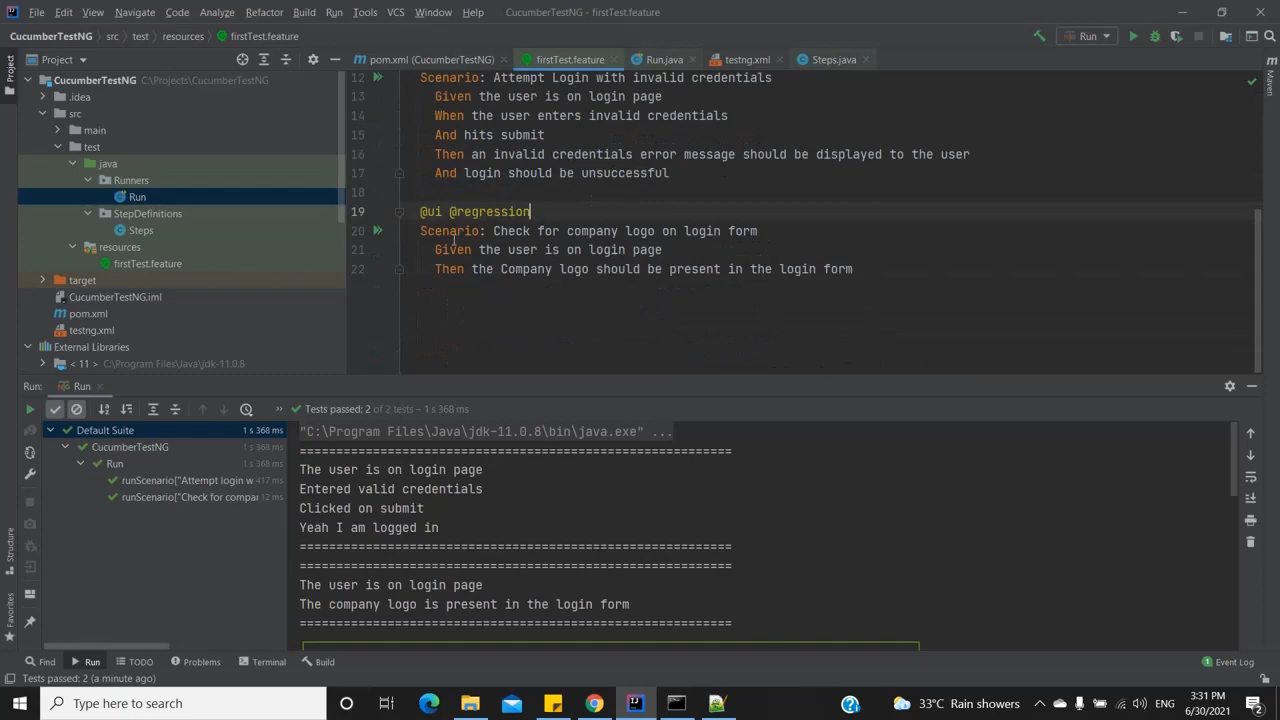 File Edit View Navigate Code Analyze Refactor Build Run Tools VCS Window Help CucumberTestNG - firstTest.feature
CucumberTestNG src test resources firstTest.feature Run
Project pom.xml (CucumberTestNG) firstTest.feature Run.java testng.xml Steps.java
Project
Maven
CucumberTestNG C:\Projects\CucumberTestNG
.idea
src
main
test
java
Runners
Run
StepDefinitions
Steps
resources
firstTest.feature
target
CucumberTestNG.iml
pom.xml
testng.xml
External Libraries
< 11 > C:\Program Files\Java\jdk-11.0.8
12 Scenario: Attempt Login with invalid credentials
13 Given the user is on login page
14 When the user enters invalid credentials
15 And hits submit
16 Then an invalid credentials error message should be displayed to the user
17 And login should be unsuccessful
18
19 @ui @regression
20 Scenario: Check for company logo on login form
21 Given the user is on login page
22 Then the Company logo should be present in the login form
Run: Run
Tests passed: 2 of 2 tests – 1 s 368 ms
Default Suite 1 s 368 ms
CucumberTestNG 1 s 368 ms
Run 1 s 368 ms
runScenario["Attempt login w 417 ms
runScenario["Check for compa 12 ms
"C:\Program Files\Java\jdk-11.0.8\bin\java.exe" ...
===========================================================
The user is on login page
Entered valid credentials
Clicked on submit
Yeah I am logged in
===========================================================
===========================================================
The user is on login page
The company logo is present in the login form
===========================================================
Structure
Favorites
Find Run TODO Problems Terminal Build Event Log
1
Tests passed: 2 (a minute ago)
Type here to search
33°C Rain showers ENG 3:31 PM
6/30/2021
2